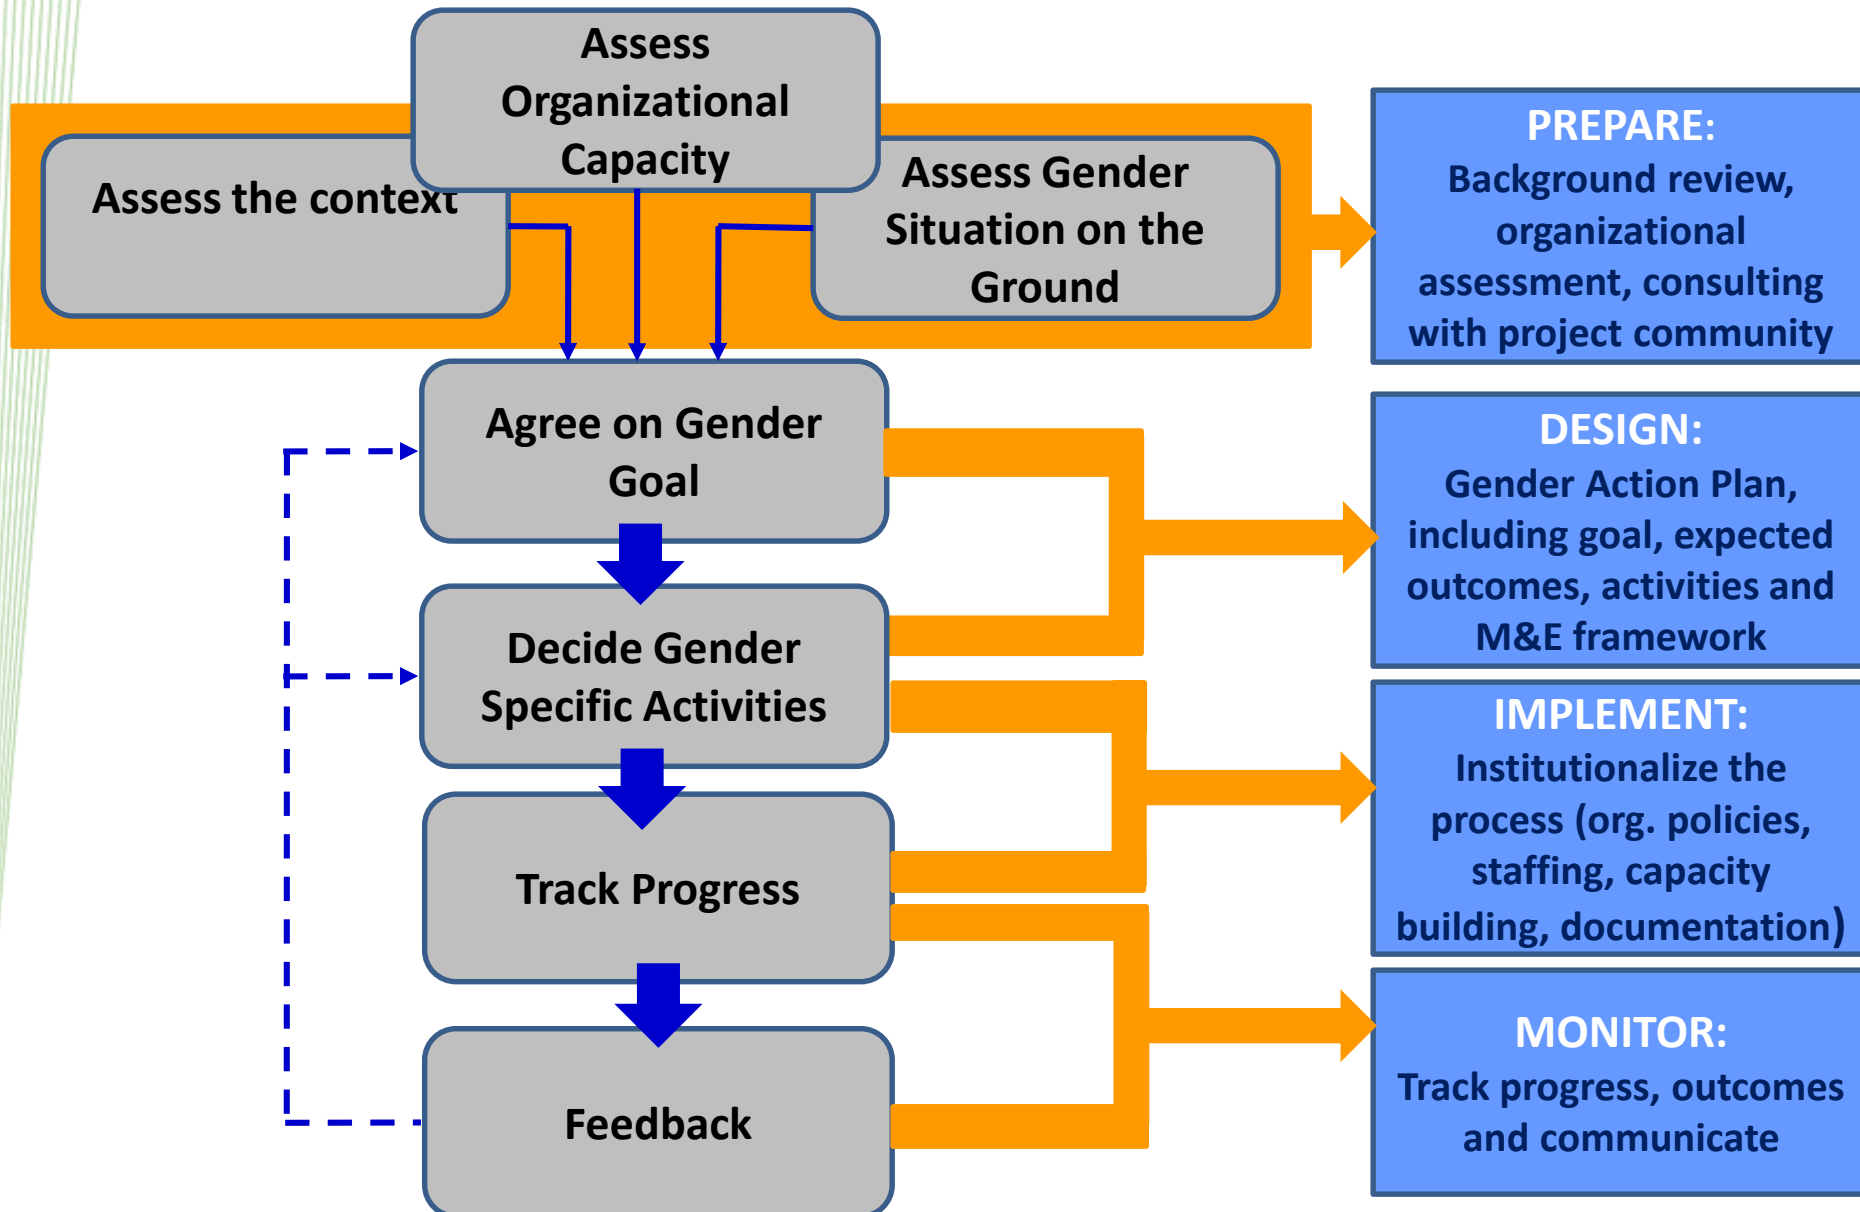 Assess
Organizational
Capacity
Assess the context
Assess Gender
Situation on the
Ground
PREPARE:
Background review,
organizational
assessment, consulting
with project community
Agree on Gender
Goal
DESIGN:
Gender Action Plan,
including goal, expected
outcomes, activities and
M&E framework
Decide Gender
Specific Activities
IMPLEMENT:
Institutionalize the
process (org. policies,
staffing, capacity
building, documentation)
Track Progress
MONITOR:
Track progress, outcomes
and communicate
Feedback